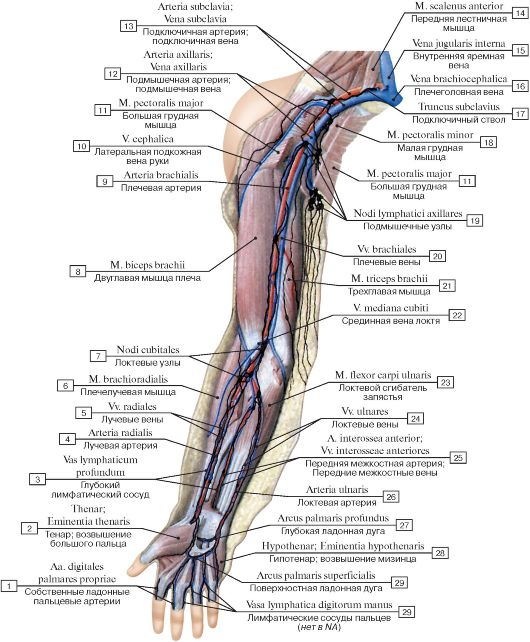 Arteria subclavia;
Vena subclavia
Подключичная артерия;
подключичная вена
13
Arteria axillaris;
Vena axillaris
Подмышечная артерия;
подмышечная вена
12
M. pectoralis major
Большая грудная
мышца
11
V. cephalica
Латеральная подкожная
вена руки
10
Arteria brachialis
Плечевая артерия
9
M. biceps brachii
Двуглавая мышца плеча
8
Nodi cubitales
Локтевые узлы
7
M. brachioradialis
Плечелучевая мышца
6
Vv. radiales
Лучевые вены
5
Arteria radialis
Лучевая артерия
4
Vas lymphaticum
profundum
Глубокий
лимфатический сосуд
3
Thenar;
Eminentia thenaris
Тенар; возвышение
большого пальца
2
Aa. digitales
palmares propriae
Собственные ладонные
пальцевые артерии
1
M. scalenus anterior
Передняя лестничная
мышца
14
Vena jugularis interna
Внутренняя яремная
вена
15
Vena brachiocephalica
Плечеголовная вена
16
Truncus subclavius
Подключичный ствол
17
M. pectoralis minor
Малая грудная
мышца
18
M. pectoralis major
Большая грудная
мышца
11
Nodi lymphatici axillares
Подмышечные узлы
19
Vv. brachiales
Плечевые вены
20
M. triceps brachii
Трехглавая мышца
21
V. mediana cubiti
Срединная вена локтя
22
M. flexor carpi ulnaris
Локтевой сгибатель
запястья
23
Vv. ulnares
Локтевые вены
24
A. interossea anterior;
Vv. interosseae anteriores
Передняя межкостная артерия;
Передние межкостные вены
25
Arteria ulnaris
Локтевая артерия
26
Arcus palmaris profundus
Глубокая ладонная дуга
27
Hypothenar; Eminentia hypothenaris
Гипотенар; возвышение мизинца
28
Arcus palmaris superficialis
Поверхностная ладонная дуга
29
Vasa lymphatica digitorum manus
Лимфатические сосуды пальцев
(нет в NA)
29